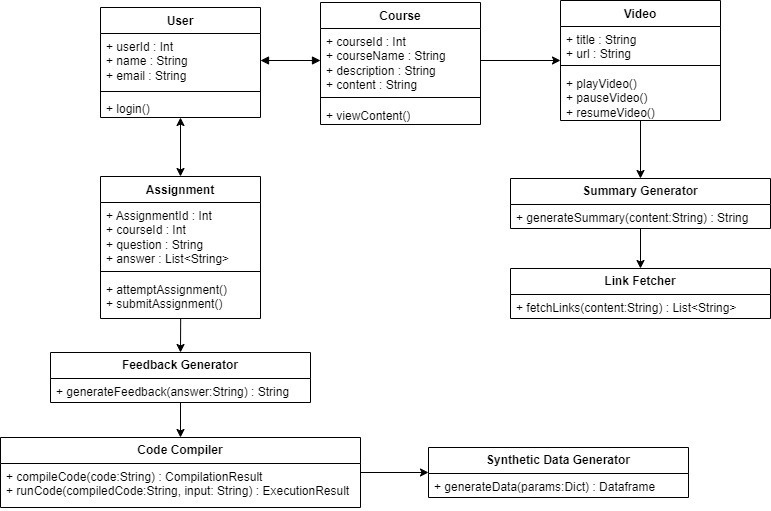 User
+ userId : Int
+ name : String
+ email : String
+ login()
Course
+ courseId : Int
+ courseName : String
+ description : String
+ content : String
+ viewContent()
Video
+ title : String
+ url : String
+ playVideo()
+ pauseVideo()
+ resumeVideo()
Assignment
+ AssignmentId : Int
+ courseId : Int
+ question : String
+ answer : List<String>
+ attemptAssignment()
+ submitAssignment()
Summary Generator
+ generateSummary(content:String) : String
Link Fetcher
+ fetchLinks(content:String) : List<String>
Feedback Generator
+ generateFeedback(answer:String) : String
Code Compiler
+ compileCode(code:String) : CompilationResult
+ runCode(compiledCode:String, input: String) : ExecutionResult
Synthetic Data Generator
+ generateData(params:Dict) : Dataframe